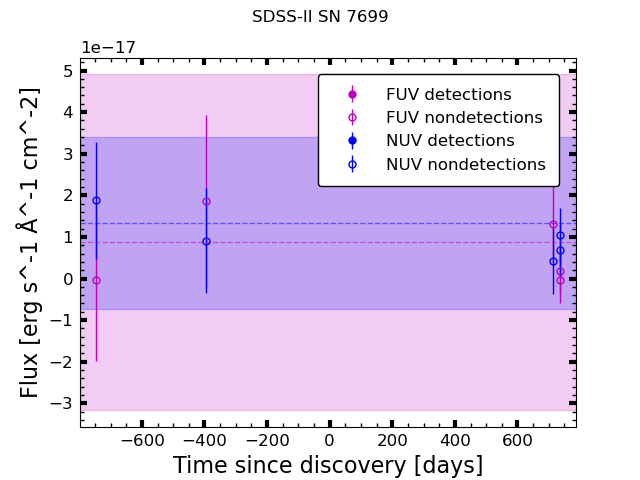 SDSS-II SN 7699
1e−17
5
4
3
2
1
0
−1
−2
−3
Flux [erg s^-1 Å^-1 cm^-2]
FUV detections
FUV nondetections
NUV detections
NUV nondetections
−600 −400 −200 0 200 400 600
Time since discovery [days]